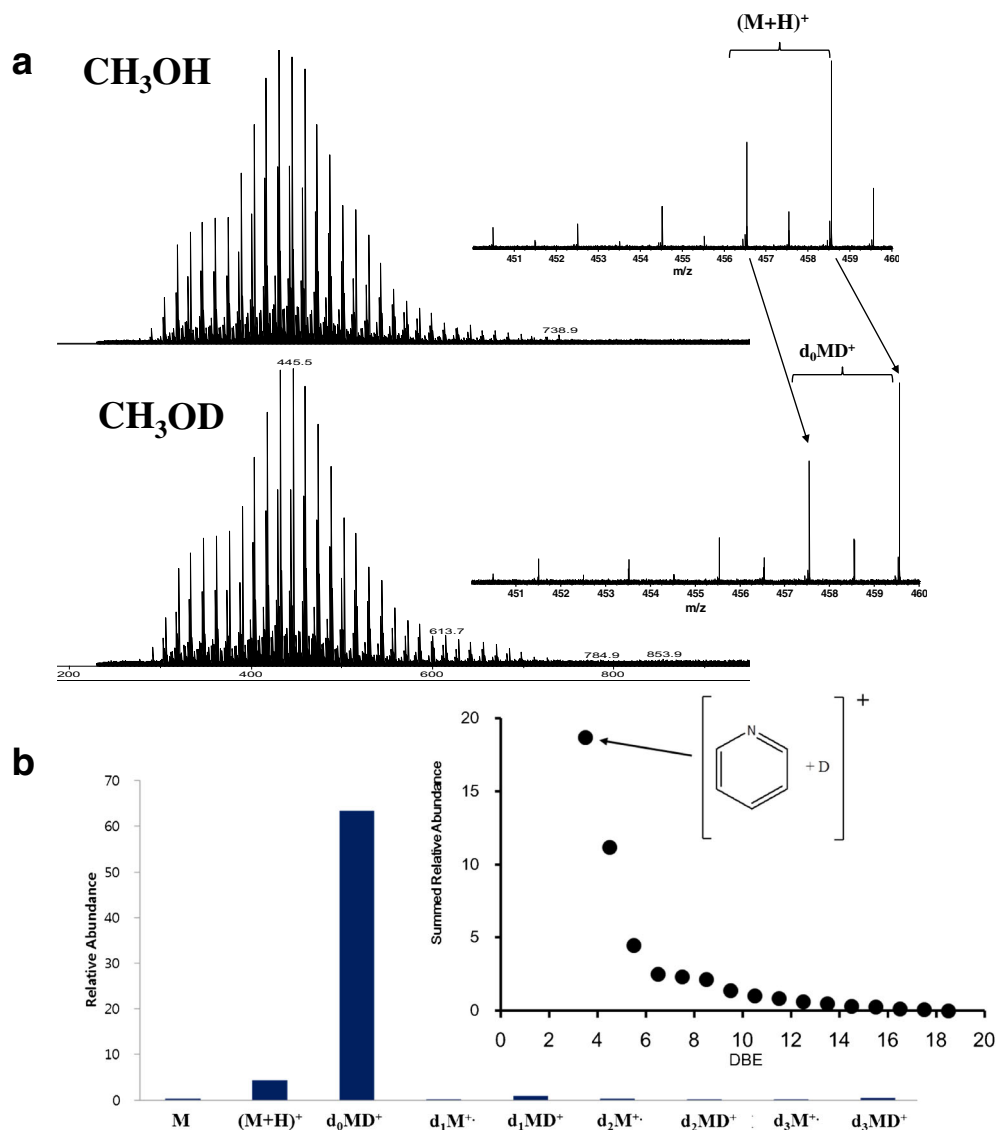 a
CH₃OH
(M+H)⁺
451 452 453 454 455 456 457 458 459 460
m/z
738.9
d₀MD⁺
445.5
CH₃OD
451 452 453 454 455 456 457 458 459 460
m/z
613.7
784.9 853.9
200 400 600 800
b
70
60
50
40
30
20
10
0
Relative Abundance
M (M+H)⁺ d₀MD⁺ d₁M⁺· d₁MD⁺ d₂M⁺· d₂MD⁺ d₃M⁺· d₃MD⁺
20
15
10
5
0
Summed Relative Abundance
0 2 4 6 8 10 12 14 16 18 20
DBE
N
+ D
+